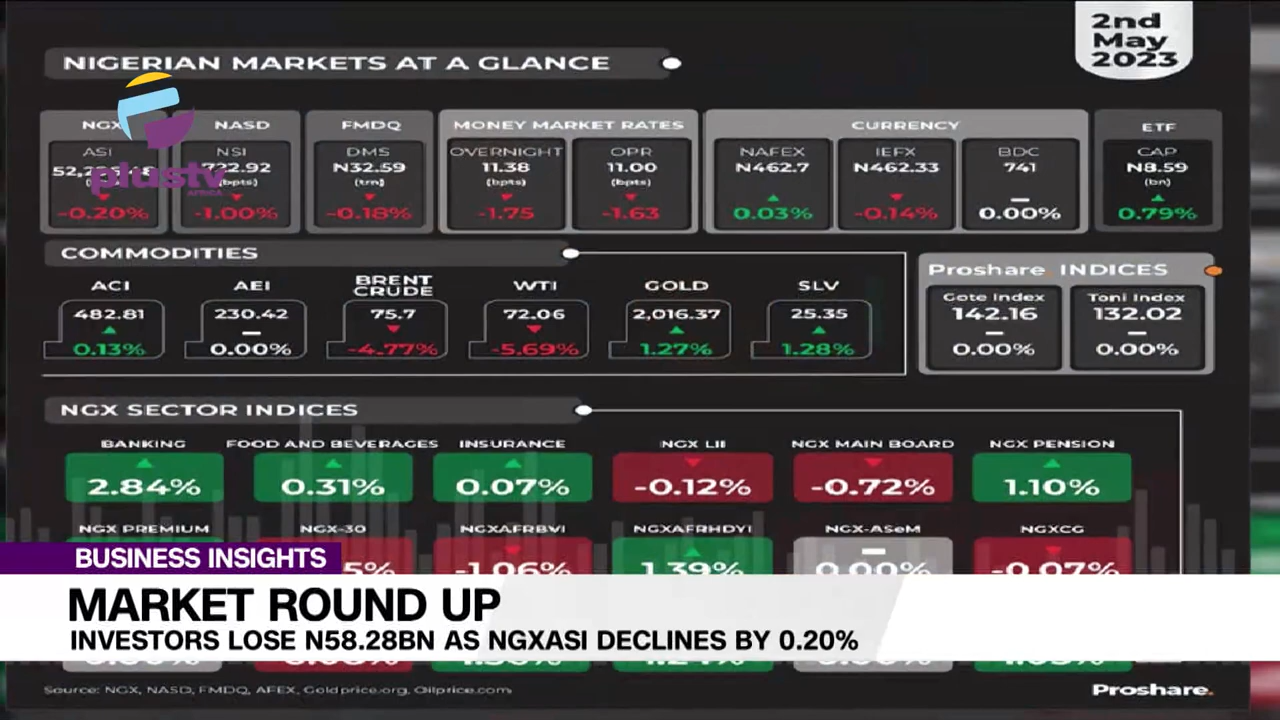 2nd
May
2023
NIGERIAN MARKETS AT A GLANCE
NGX NASD FMDQ MONEY MARKET RATES CURRENCY ETF
ASI NSI DMS OVERNIGHT OPR NAFEX IEFX BDC CAP
N32.59 11.38 11.00 N462.7 N462.33 741 N8.59
(bpts) (trn) (bpts) (bpts) (bn)
-0.20% -1.00% -0.18% -1.75 -1.63 0.03% -0.14% 0.00% 0.79%
plustv
AFRICA
COMMODITIES
ACI AEI BRENT CRUDE WTI GOLD SLV
482.81 230.42 75.7 72.06 2,016.37 25.35
0.13% 0.00% -4.77% -5.69% 1.27% 1.28%
Proshare. INDICES
Gote Index Toni Index
142.16 132.02
0.00% 0.00%
NGX SECTOR INDICES
BANKING FOOD AND BEVERAGES INSURANCE NGX LII NGX MAIN BOARD NGX PENSION
2.84% 0.31% 0.07% -0.12% -0.72% 1.10%
NGX PREMIUM NGX-30 NGXAFRBVI NGXAFRHDYI NGX-ASeM NGXCG
-1.06% 1.39% 0.00% -0.07%
BUSINESS INSIGHTS
MARKET ROUND UP
INVESTORS LOSE N58.28BN AS NGXASI DECLINES BY 0.20%
Source: NGX, NASD, FMDQ, AFEX, Goldprice.org, Oilprice.com
Proshare.